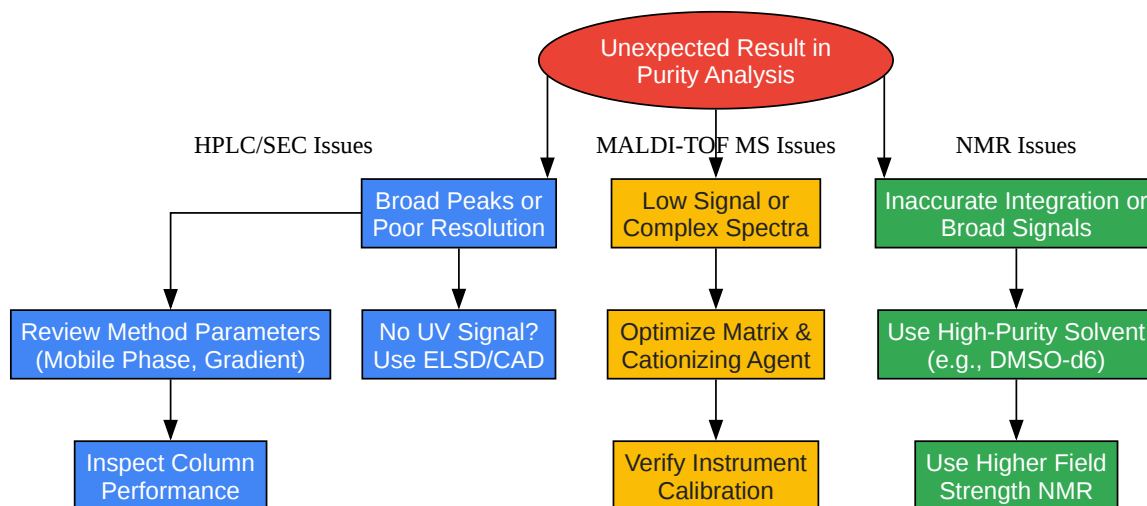 Unexpected Result in
Purity Analysis
HPLC/SEC Issues
MALDI-TOF MS Issues
NMR Issues
Broad Peaks or
Poor Resolution
Low Signal or
Complex Spectra
Inaccurate Integration or
Broad Signals
Review Method Parameters
(Mobile Phase, Gradient)
No UV Signal?
Use ELSD/CAD
Optimize Matrix &
Cationizing Agent
Use High-Purity Solvent
(e.g., DMSO-d6)
Inspect Column
Performance
Verify Instrument
Calibration
Use Higher Field
Strength NMR